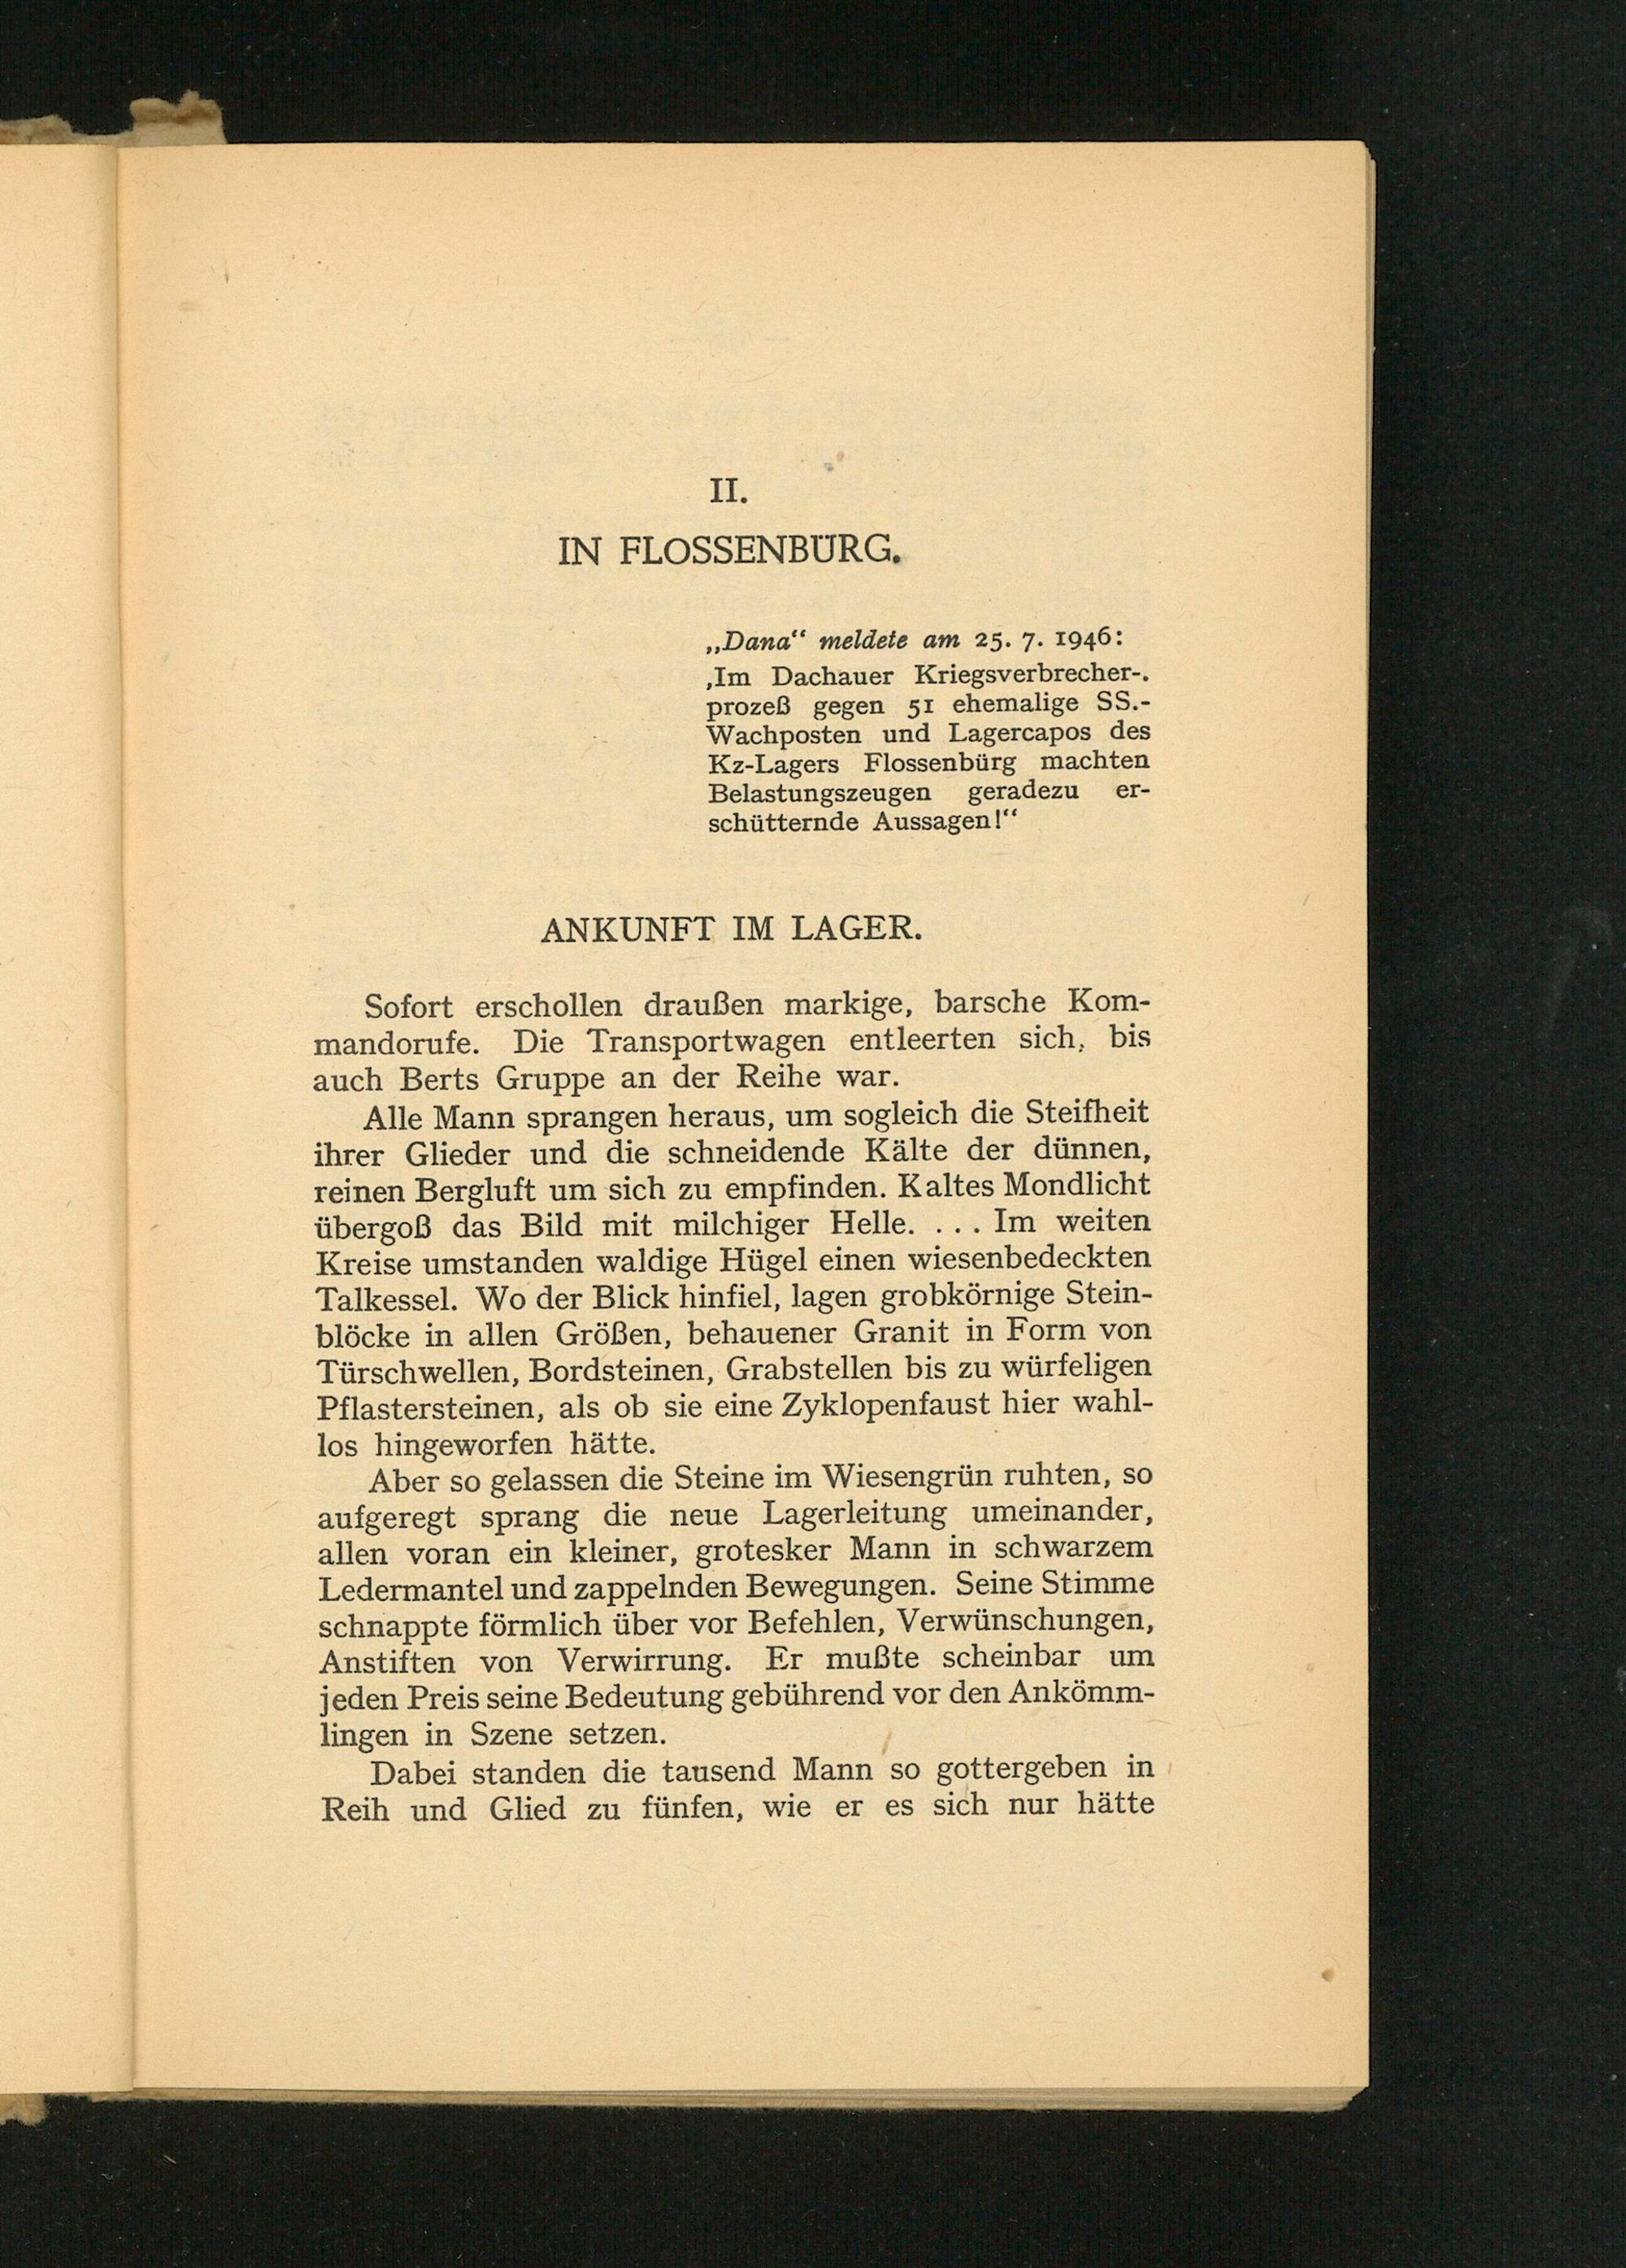 II.
IN FLOSSENBÜRG.
„Dana“ meldete am 25. 7. 1946:
‚Im Dachauer Kriegsverbrecher-.
prozeß gegen 51 ehemalige SS.-
Wachposten und Lagercapos des
Kz-Lagers Flossenbürg machten
Belastungszeugen geradezu er-
schütternde Aussagen!“
ANKUNFT IM LAGER.
Sofort erschollen draußen markige, barsche Kom-
mandorufe. Die Transportwagen entleerten sich, bis
auch Berts Gruppe an der Reihe war.
Alle Mann sprangen heraus, um sogleich die Steifheit
ihrer Glieder und die schneidende Kälte der dünnen,
reinen Bergluft um sich zu empfinden. Kaltes Mondlicht
übergoß das Bild mit milchiger Helle. ... Im weiten
Kreise umstanden waldige Hügel einen wiesenbedeckten
Talkessel. Wo der Blick hinfiel, lagen grobkörnige Stein-
blöcke in allen Größen, behauener Granit in Form von
Türschwellen, Bordsteinen, Grabstellen bis zu würfeligen
Pflastersteinen, als ob sie eine Zyklopenfaust hier wahl-
los hingeworfen hätte.
Aber so gelassen die Steine im Wiesengrün ruhten, so
aufgeregt sprang die neue Lagerleitung umeinander,
allen voran ein kleiner, grotesker Mann in schwarzem
Ledermantel und zappelnden Bewegungen. Seine Stimme
schnappte förmlich über vor Befehlen, Verwünschungen,
Anstiften von Verwirrung. Er mußte scheinbar um
jeden Preis seine Bedeutung gebührend vor den Ankömm-
lingen in Szene setzen.
Dabei standen die tausend Mann so gottergeben in
Reih und Glied zu fünfen, wie er es sich nur hätte